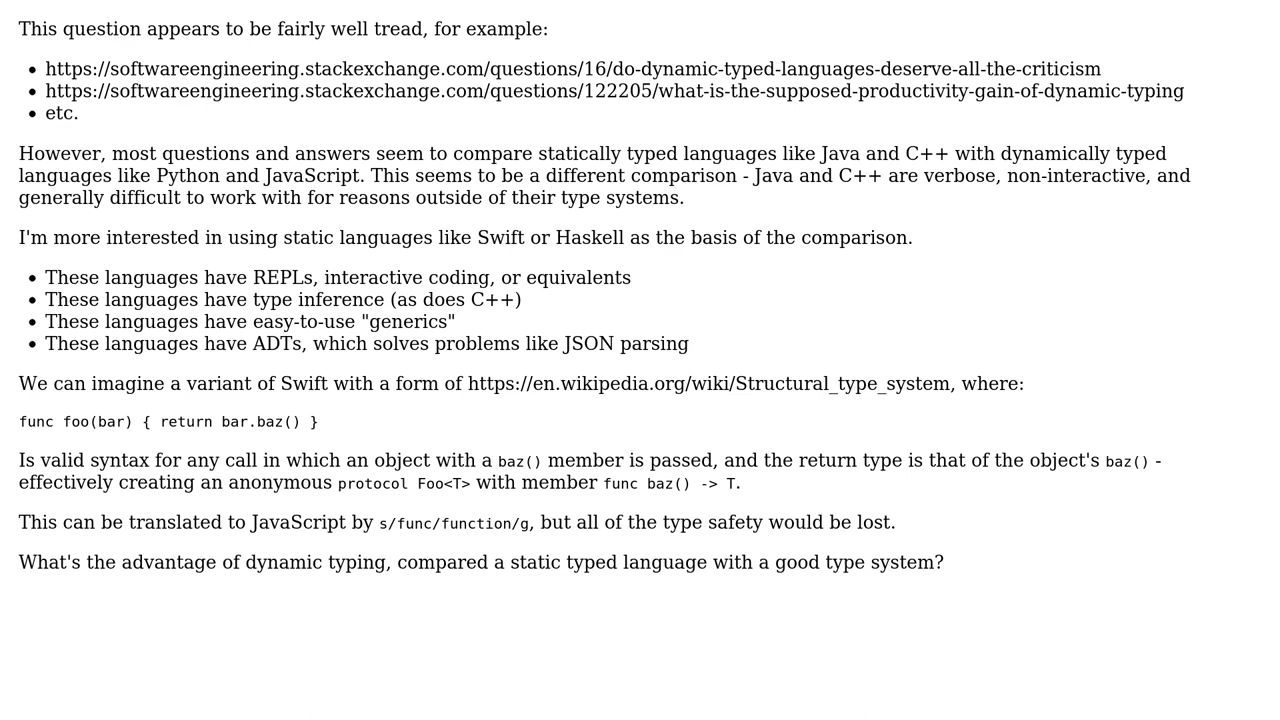 This question appears to be fairly well tread, for example:
• https://softwareengineering.stackexchange.com/questions/16/do-dynamic-typed-languages-deserve-all-the-criticism
• https://softwareengineering.stackexchange.com/questions/122205/what-is-the-supposed-productivity-gain-of-dynamic-typing
• etc.
However, most questions and answers seem to compare statically typed languages like Java and C++ with dynamically typed
languages like Python and JavaScript. This seems to be a different comparison - Java and C++ are verbose, non-interactive, and
generally difficult to work with for reasons outside of their type systems.
I'm more interested in using static languages like Swift or Haskell as the basis of the comparison.
• These languages have REPLs, interactive coding, or equivalents
• These languages have type inference (as does C++)
• These languages have easy-to-use "generics"
• These languages have ADTs, which solves problems like JSON parsing
We can imagine a variant of Swift with a form of https://en.wikipedia.org/wiki/Structural_type_system, where:
func foo(bar) { return bar.baz() }
Is valid syntax for any call in which an object with a baz() member is passed, and the return type is that of the object's baz() -
effectively creating an anonymous protocol Foo<T> with member func baz() -> T.
This can be translated to JavaScript by s/func/function/g, but all of the type safety would be lost.
What's the advantage of dynamic typing, compared a static typed language with a good type system?